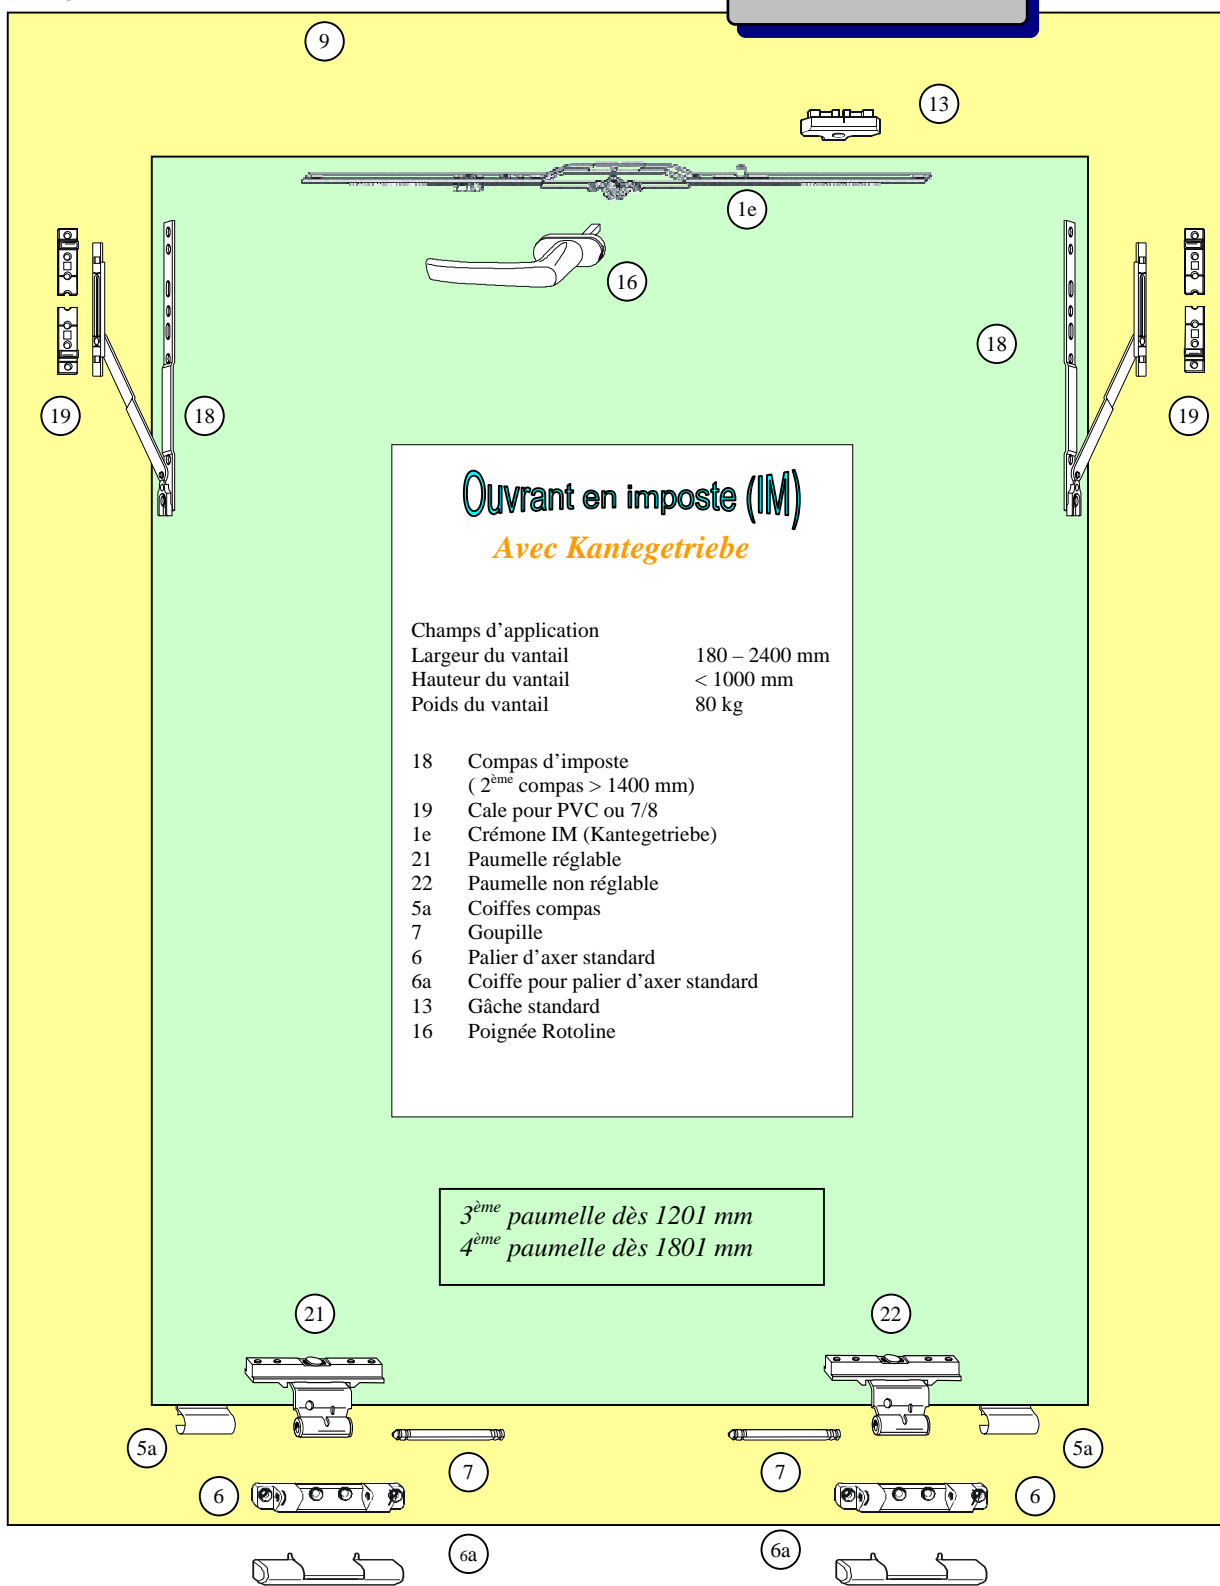 9
13
1e
16
18
19
18
19
Ouvrant en imposte (IM)
Avec Kantegetriebe
Champs d’application
Largeur du vantail 180 – 2400 mm
Hauteur du vantail < 1000 mm
Poids du vantail 80 kg
18 Compas d’imposte
( 2ème compas > 1400 mm)
19 Cale pour PVC ou 7/8
1e Crémone IM (Kantegetriebe)
21 Paumelle réglable
22 Paumelle non réglable
5a Coiffes compas
7 Goupille
6 Palier d’axer standard
6a Coiffe pour palier d’axer standard
13 Gâche standard
16 Poignée Rotoline
3ème paumelle dès 1201 mm
4ème paumelle dès 1801 mm
21
22
5a
5a
7
7
6
6
6a
6a